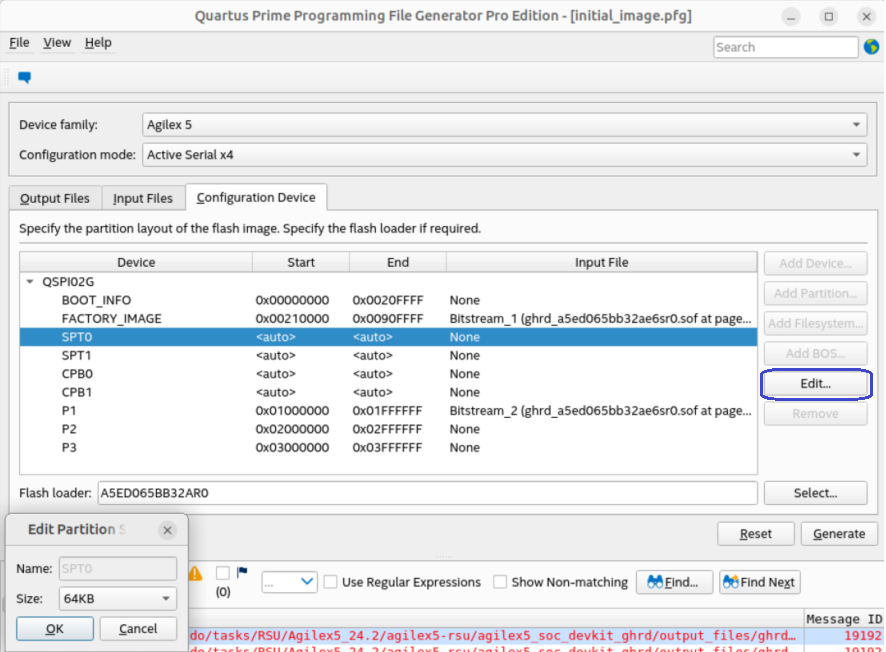 Quartus Prime Programming File Generator Pro Edition - [initial_image.pfg]
File View Help
Search
Device family: Agilex 5
Configuration mode: Active Serial x4
Output Files Input Files Configuration Device
Specify the partition layout of the flash image. Specify the flash loader if required.
Device Start End Input File
Add Device...
QSPI02G
BOOT_INFO 0x00000000 0x0020FFFF None
Add Partition...
FACTORY_IMAGE 0x00210000 0x0090FFFF Bitstream_1 (ghrd_a5ed065bb32ae6sr0.sof at page...
Add Filesystem...
SPT0 <auto> <auto> None
SPT1 <auto> <auto> None
Add BOS...
CPB0 <auto> <auto> None
Edit...
CPB1 <auto> <auto> None
P1 0x01000000 0x01FFFFFF Bitstream_2 (ghrd_a5ed065bb32ae6sr0.sof at page...
Remove
P2 0x02000000 0x02FFFFFF None
P3 0x03000000 0x03FFFFFF None
Flash loader: A5ED065BB32AR0 Select...
Reset Generate
Edit Partition
Name: SPT0
Size: 64KB
OK Cancel
(0) ... Use Regular Expressions Show Non-matching Find... Find Next
Message ID
do/tasks/RSU/Agilex5_24.2/agilex5-rsu/agilex5_soc_devkit_ghrd/output_files/ghrd… 19192
do/tasks/RSU/Agilex5_24.2/agilex5-rsu/agilex5_soc_devkit_ghrd/output_files/ghrd 19192